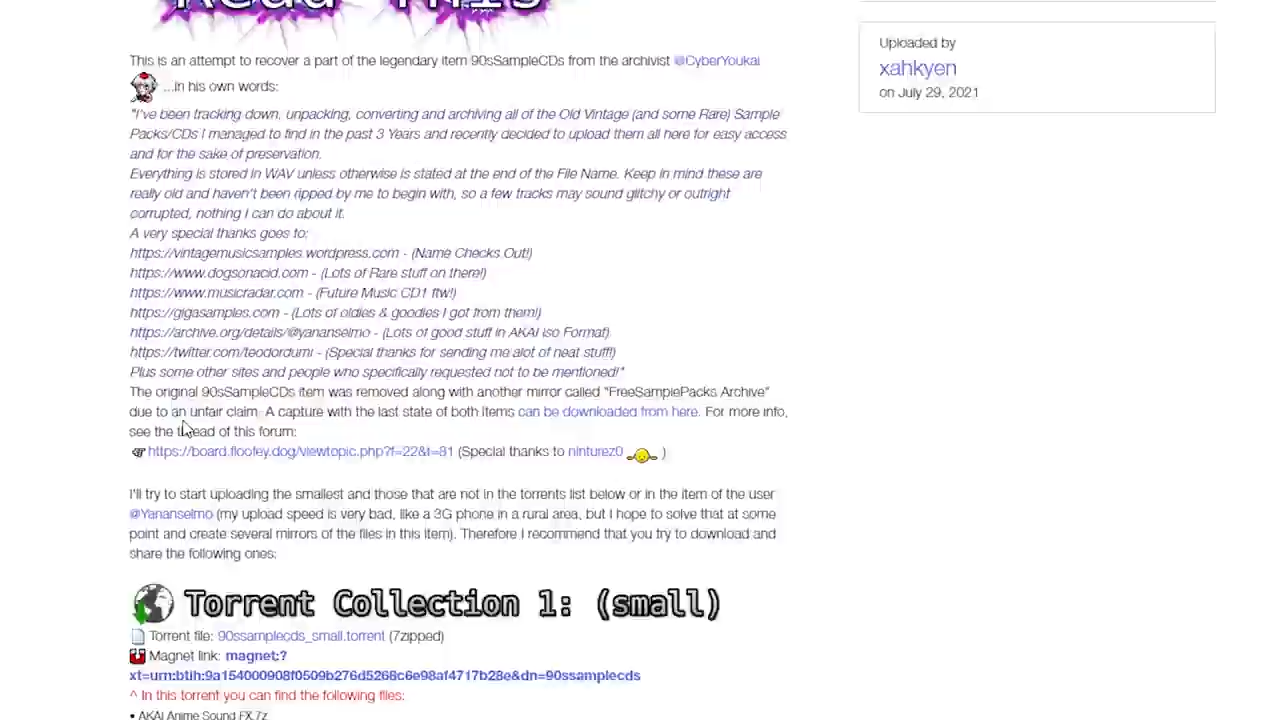 Read This
This is an attempt to recover a part of the legendary item 90sSampleCDs from the archivist @CyberYoukai
...in his own words:
"I've been tracking down, unpacking, converting and archiving all of the Old Vintage (and some Rare) Sample
Packs/CDs I managed to find in the past 3 Years and recently decided to upload them all here for easy access
and for the sake of preservation.
Everything is stored in WAV unless otherwise is stated at the end of the File Name. Keep in mind these are
really old and haven't been ripped by me to begin with, so a few tracks may sound glitchy or outright
corrupted, nothing I can do about it.
A very special thanks goes to:
https://vintagemusicsamples.wordpress.com - (Name Checks Out!)
https://www.dogsonacid.com - (Lots of Rare stuff on there!)
https://www.musicradar.com - (Future Music CD1 ftw!)
https://gigasamples.com - (Lots of oldies & goodies I got from them!)
https://archive.org/details/@yananselmo - (Lots of good stuff in AKAI iso Format)
https://twitter.com/teodordumi - (Special thanks for sending me alot of neat stuff!)
Plus some other sites and people who specifically requested not to be mentioned!"
The original 90sSampleCDs item was removed along with another mirror called "FreeSamplePacks Archive"
due to an unfair claim. A capture with the last state of both items can be downloaded from here. For more info,
see the thread of this forum:
https://board.floofey.dog/viewtopic.php?f=22&t=81 (Special thanks to ninturez0 )
I'll try to start uploading the smallest and those that are not in the torrents list below or in the item of the user
@Yananselmo (my upload speed is very bad, like a 3G phone in a rural area, but I hope to solve that at some
point and create several mirrors of the files in this item). Therefore I recommend that you try to download and
share the following ones:
Torrent Collection 1: (small)
Torrent file: 90ssamplecds_small.torrent (7zipped)
Magnet link: magnet:?
xt=urn:btih:9a154000908f0509b276d5268c6e98af4717b28e&dn=90ssamplecds
^ In this torrent you can find the following files:
• AKAI Anime Sound FX.7z
Uploaded by
xahkyen
on July 29, 2021